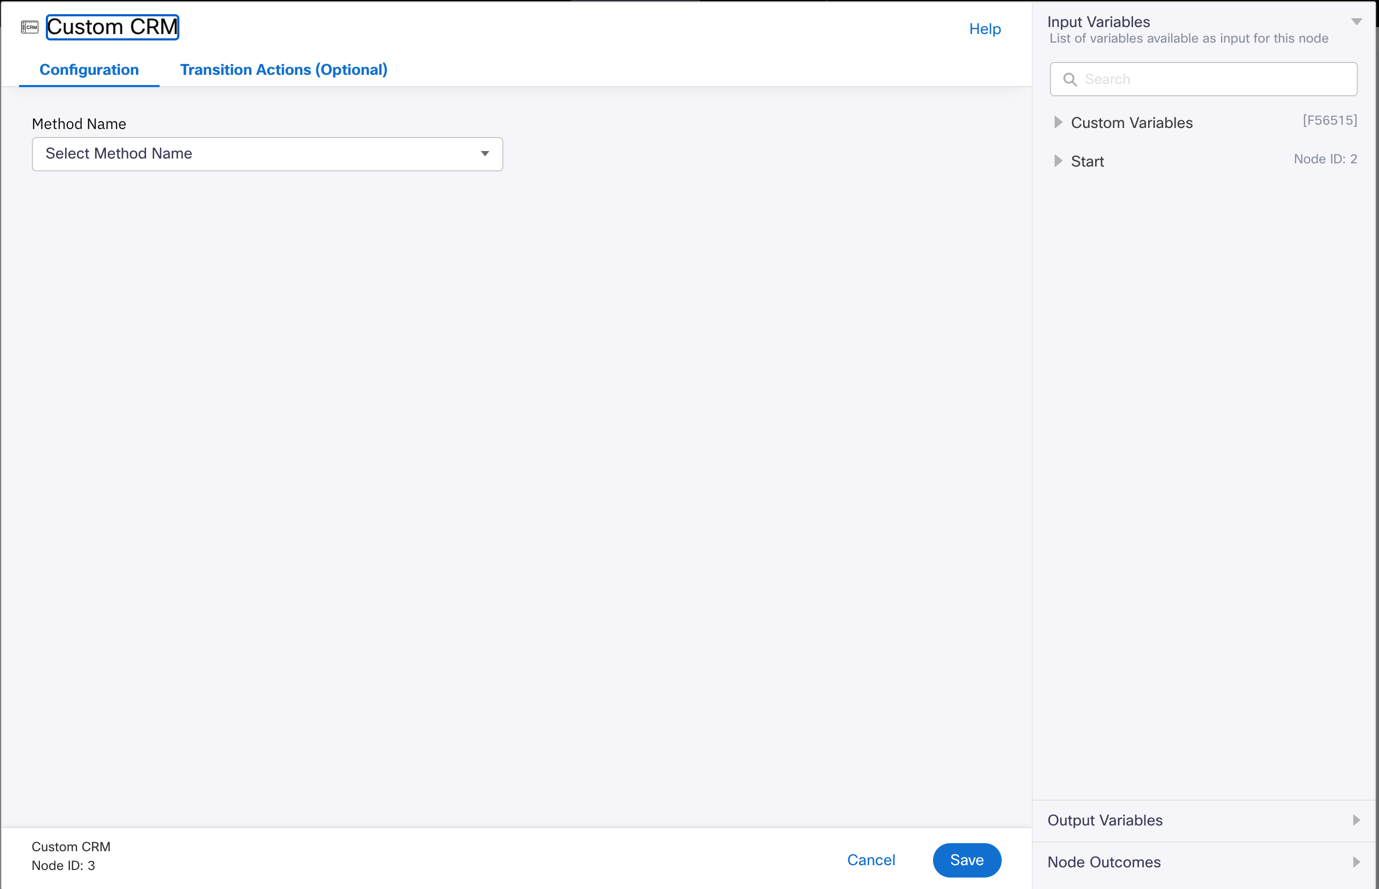 CRM
Custom CRM
Help
Configuration
Transition Actions (Optional)
Method Name
Select Method Name
Custom CRM
Node ID: 3
Cancel
Save
Input Variables
List of variables available as input for this node
Search
Custom Variables [F56515]
Start Node ID: 2
Output Variables
Node Outcomes